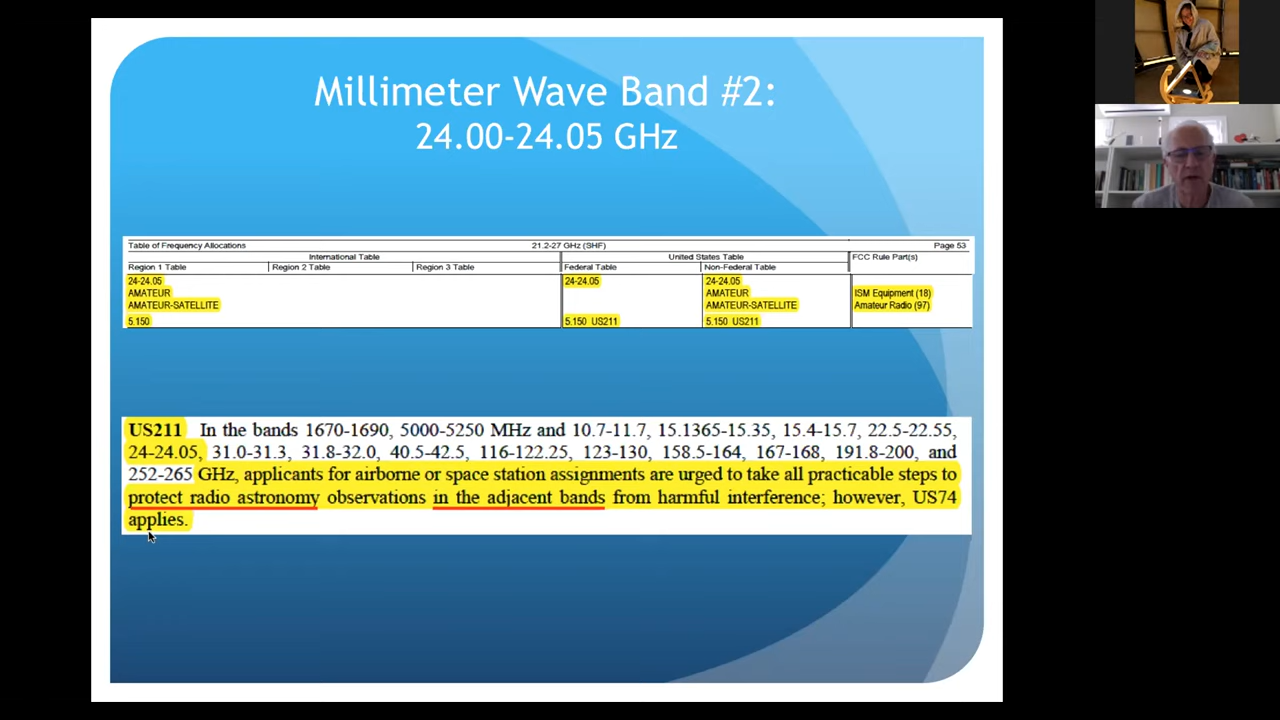 Millimeter Wave Band #2:
24.00-24.05 GHz
Table of Frequency Allocations 21.2-27 GHz (SHF) Page 53
International Table United States Table FCC Rule Part(s)
Region 1 Table Region 2 Table Region 3 Table Federal Table Non-Federal Table
24-24.05 24-24.05 24-24.05
AMATEUR AMATEUR ISM Equipment (18)
AMATEUR-SATELLITE AMATEUR-SATELLITE Amateur Radio (97)
5.150 5.150 US211 5.150 US211
US211 In the bands 1670-1690, 5000-5250 MHz and 10.7-11.7, 15.1365-15.35, 15.4-15.7, 22.5-22.55,
24-24.05, 31.0-31.3, 31.8-32.0, 40.5-42.5, 116-122.25, 123-130, 158.5-164, 167-168, 191.8-200, and
252-265 GHz, applicants for airborne or space station assignments are urged to take all practicable steps to
protect radio astronomy observations in the adjacent bands from harmful interference; however, US74
applies.